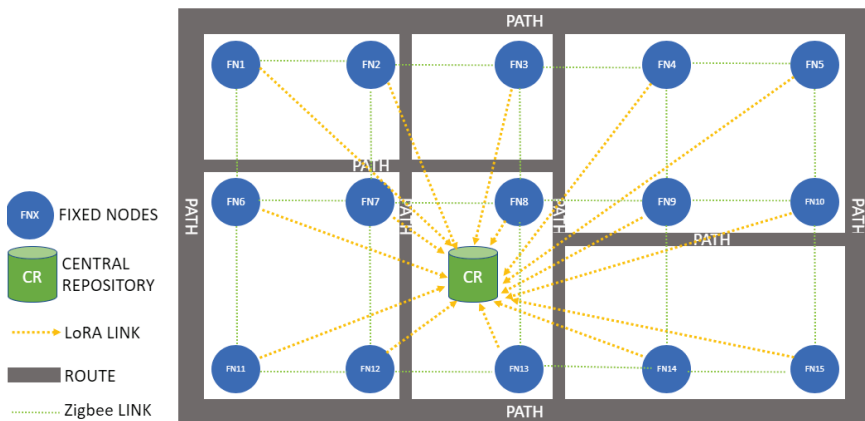 PATH
FN1
FN2
FN3
FN4
FN5
PATH
FN6
FN7
FN8
FN9
FN10
PATH
PATH
PATH
PATH
PATH
CR
FN11
FN12
FN13
FN14
FN15
PATH
FNX
FIXED NODES
CR
CENTRAL
REPOSITORY
LoRA LINK
ROUTE
Zigbee LINK